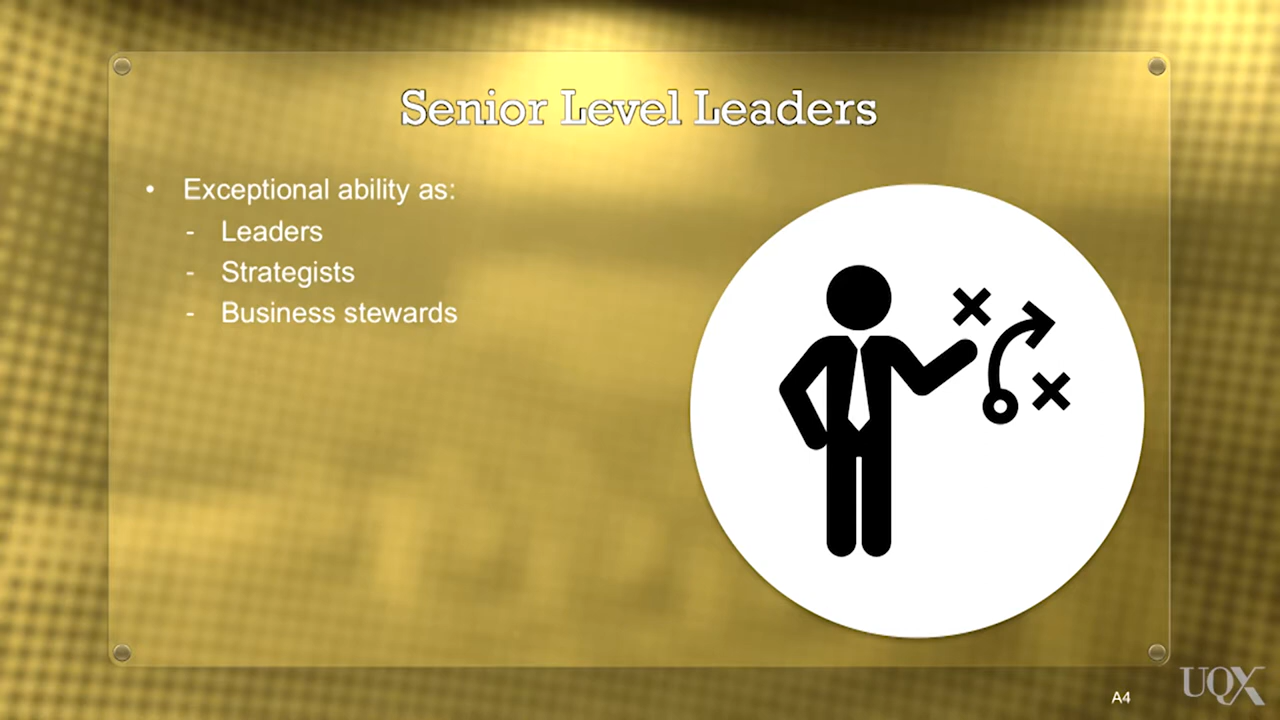 Senior Level Leaders
• Exceptional ability as:
- Leaders
- Strategists
- Business stewards
A4
UQX